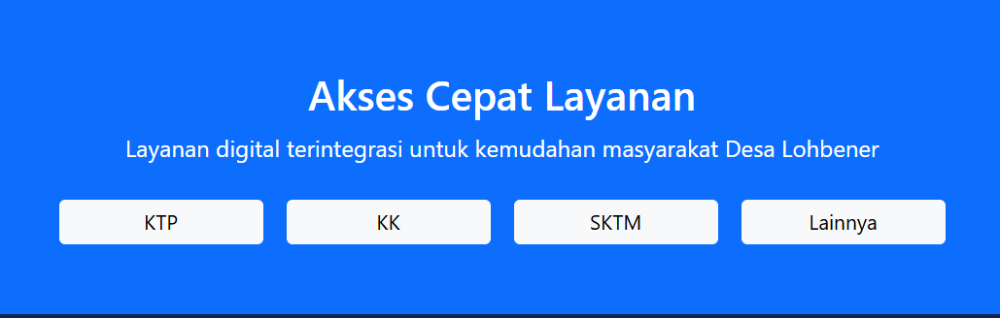 Akses Cepat Layanan
Layanan digital terintegrasi untuk kemudahan masyarakat Desa Lohbener
KTP
KK
SKTM
Lainnya